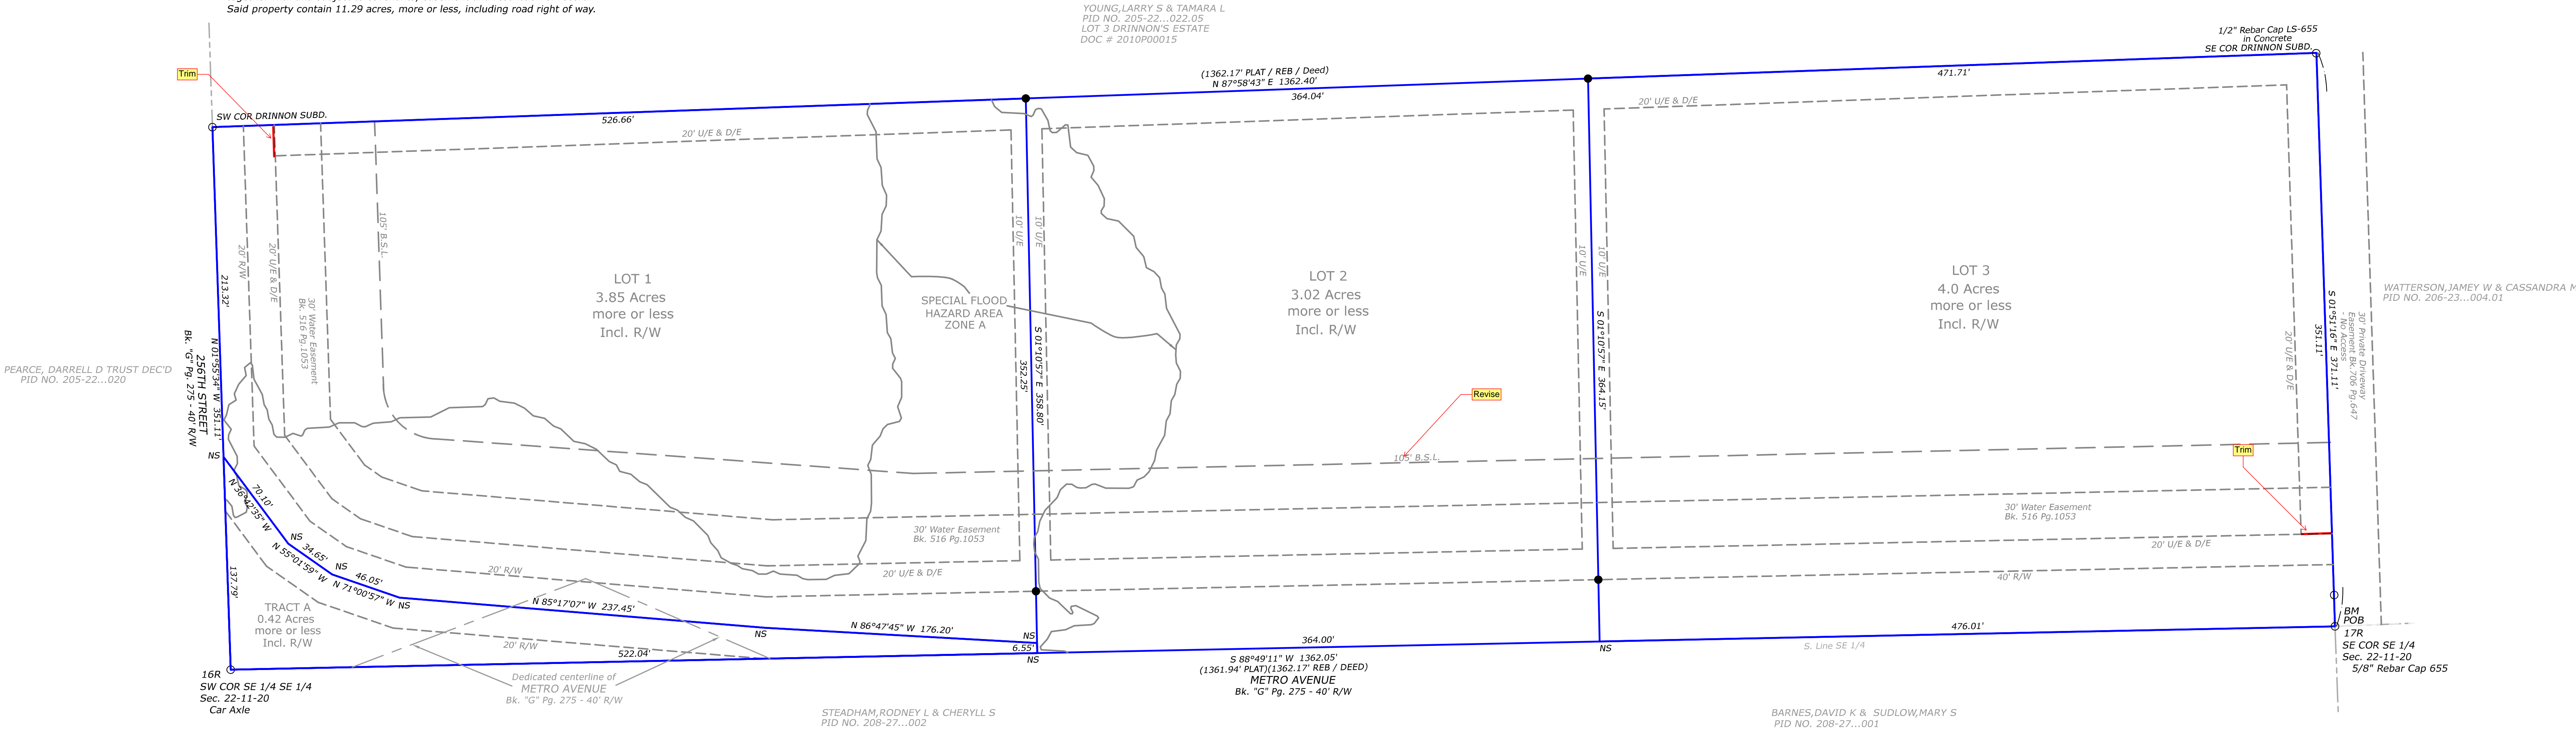 Said property contain 11.29 acres, more or less, including road right of way.
YOUNG,LARRY S & TAMARA L
PID NO. 205-22...022.05
LOT 3 DRINNON'S ESTATE
DOC # 2010P00015
1/2" Rebar Cap LS-655
in Concrete
SE COR DRINNON SUBD.
Trim
(1362.17' PLAT / REB / Deed)
N 87°58'43" E 1362.40'
364.04'
471.71'
SW COR DRINNON SUBD.
526.66'
20' U/E & D/E
20' U/E & D/E
105' B.S.L.
20' R/W
20' U/E & D/E
30' Water Easement
Bk. 516 Pg.1053
213.32'
N 01°55'34" W 351.11'
256TH STREET
Bk. "G" Pg. 275 - 40' R/W
PEARCE, DARRELL D TRUST DEC'D
PID NO. 205-22...020
LOT 1
3.85 Acres
more or less
Incl. R/W
SPECIAL FLOOD
HAZARD AREA
ZONE A
10' U/E
10' U/E
S 01°10'57" E 358.80'
352.25'
LOT 2
3.02 Acres
more or less
Incl. R/W
10' U/E
10' U/E
S 01°10'57" E 364.15'
LOT 3
4.0 Acres
more or less
Incl. R/W
20' U/E & D/E
S 01°51'16" E 371.11'
351.11'
30' Private Driveway
Easement Bk.706 Pg.647
- No Access
WATTERSON,JAMEY W & CASSANDRA M
PID NO. 206-23...004.01
Revise
105' B.S.L.
Trim
NS
70.10'
N 36°42'35" W
NS
34.65'
N 55°01'59" W
NS
46.05'
N 71°00'57" W
NS
30' Water Easement
Bk. 516 Pg.1053
30' Water Easement
Bk. 516 Pg.1053
20' U/E & D/E
20' R/W
20' U/E & D/E
40' R/W
137.79'
TRACT A
0.42 Acres
more or less
Incl. R/W
N 85°17'07" W 237.45'
NS
N 86°47'45" W 176.20'
NS
6.55'
NS
20' R/W
522.04'
364.00'
476.01'
S 88°49'11" W 1362.05'
(1361.94' PLAT)(1362.17' REB / DEED)
METRO AVENUE
Bk. "G" Pg. 275 - 40' R/W
NS
S. Line SE 1/4
BM
POB
17R
SE COR SE 1/4
Sec. 22-11-20
5/8" Rebar Cap 655
16R
SW COR SE 1/4 SE 1/4
Sec. 22-11-20
Car Axle
Dedicated centerline of
METRO AVENUE
Bk. "G" Pg. 275 - 40' R/W
STEADHAM,RODNEY L & CHERYLL S
PID NO. 208-27...002
BARNES,DAVID K & SUDLOW,MARY S
PID NO. 208-27...001